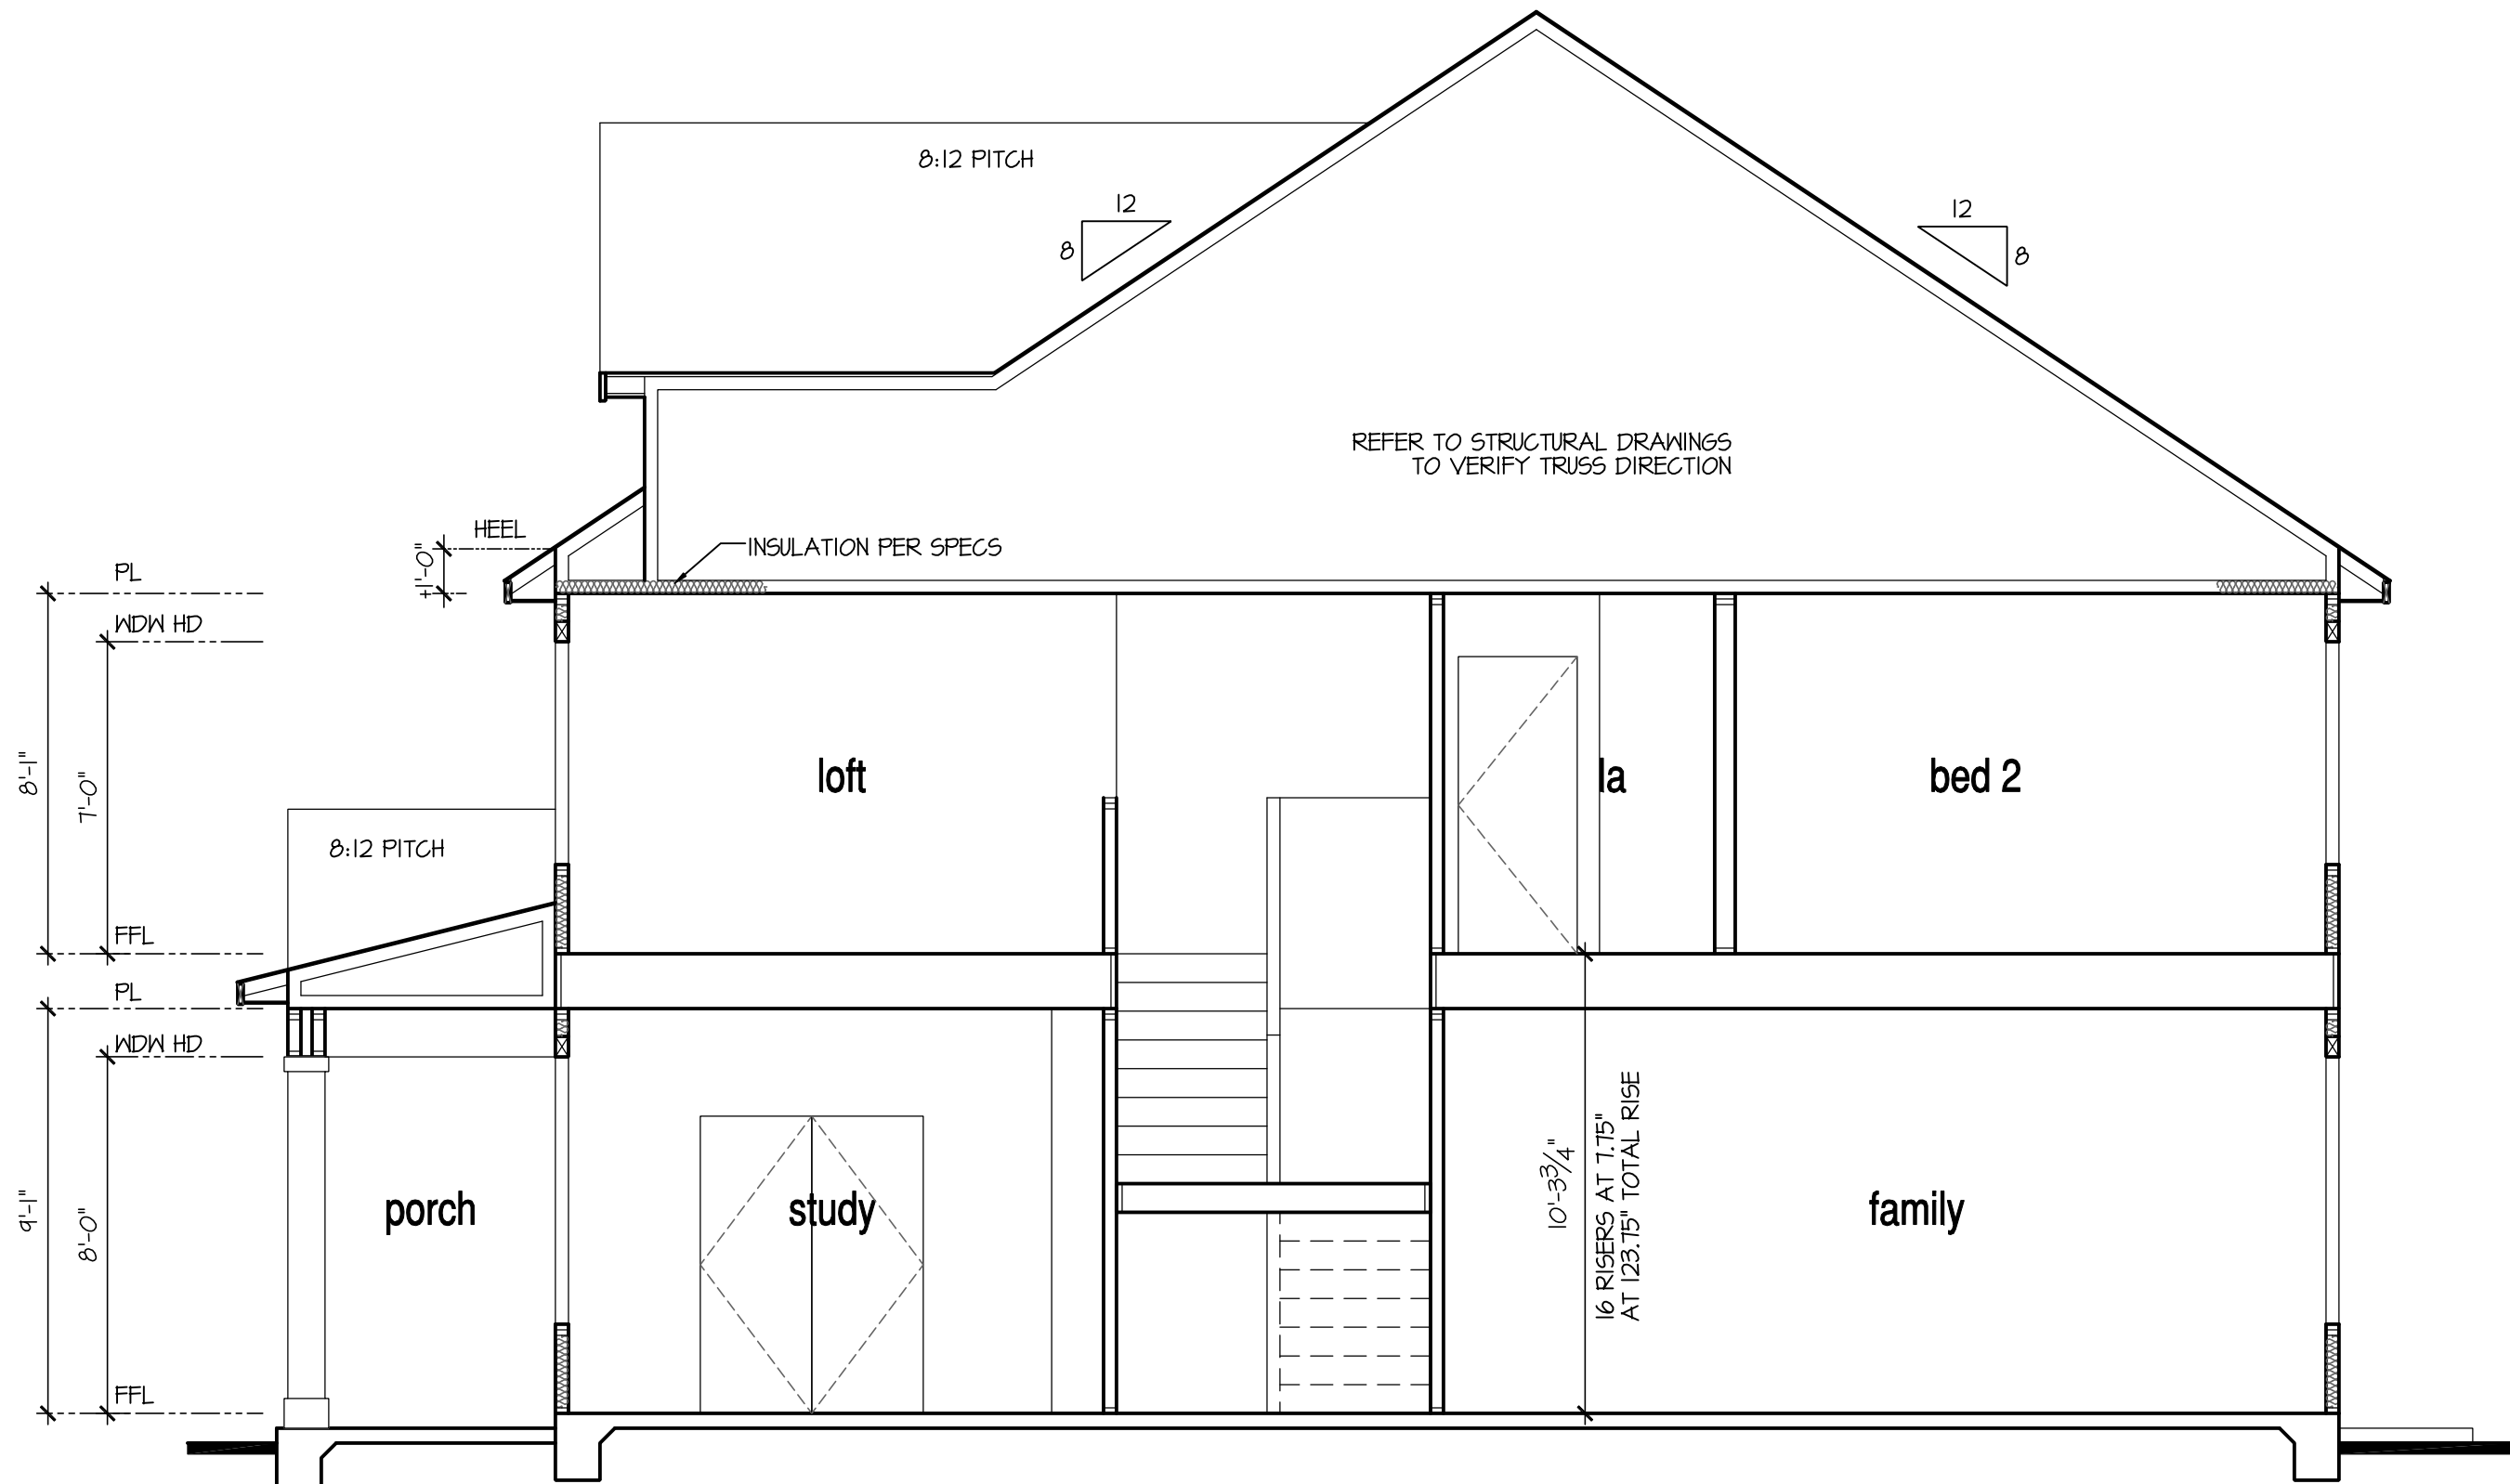 8:12 PITCH
12
8
12
8
REFER TO STRUCTURAL DRAWINGS
TO VERIFY TRUSS DIRECTION
HEEL
+1'-0"
INSULATION PER SPECS
PL
WDW HD
8'-1"
7'-0"
loft
la
bed 2
8:12 PITCH
FFL
PL
WDW HD
9'-1"
8'-0"
porch
study
10'-3 3/4"
16 RISERS AT 7.75"
AT 123.75" TOTAL RISE
family
FFL